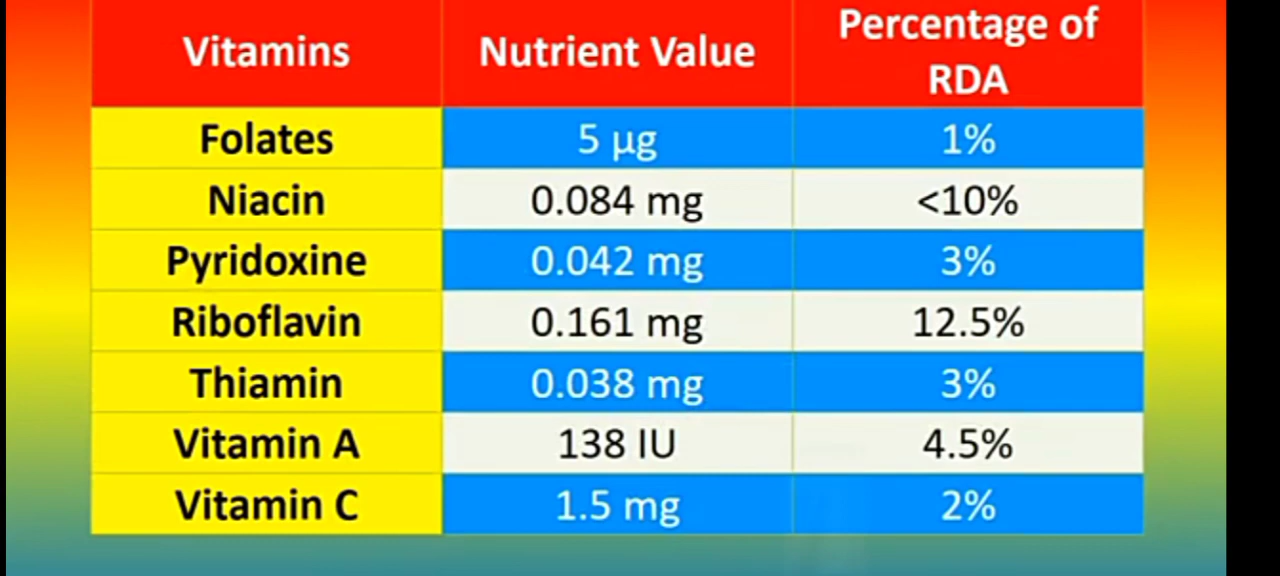 Vitamins Nutrient Value Percentage of
RDA
Folates 5 µg 1%
Niacin 0.084 mg <10%
Pyridoxine 0.042 mg 3%
Riboflavin 0.161 mg 12.5%
Thiamin 0.038 mg 3%
Vitamin A 138 IU 4.5%
Vitamin C 1.5 mg 2%